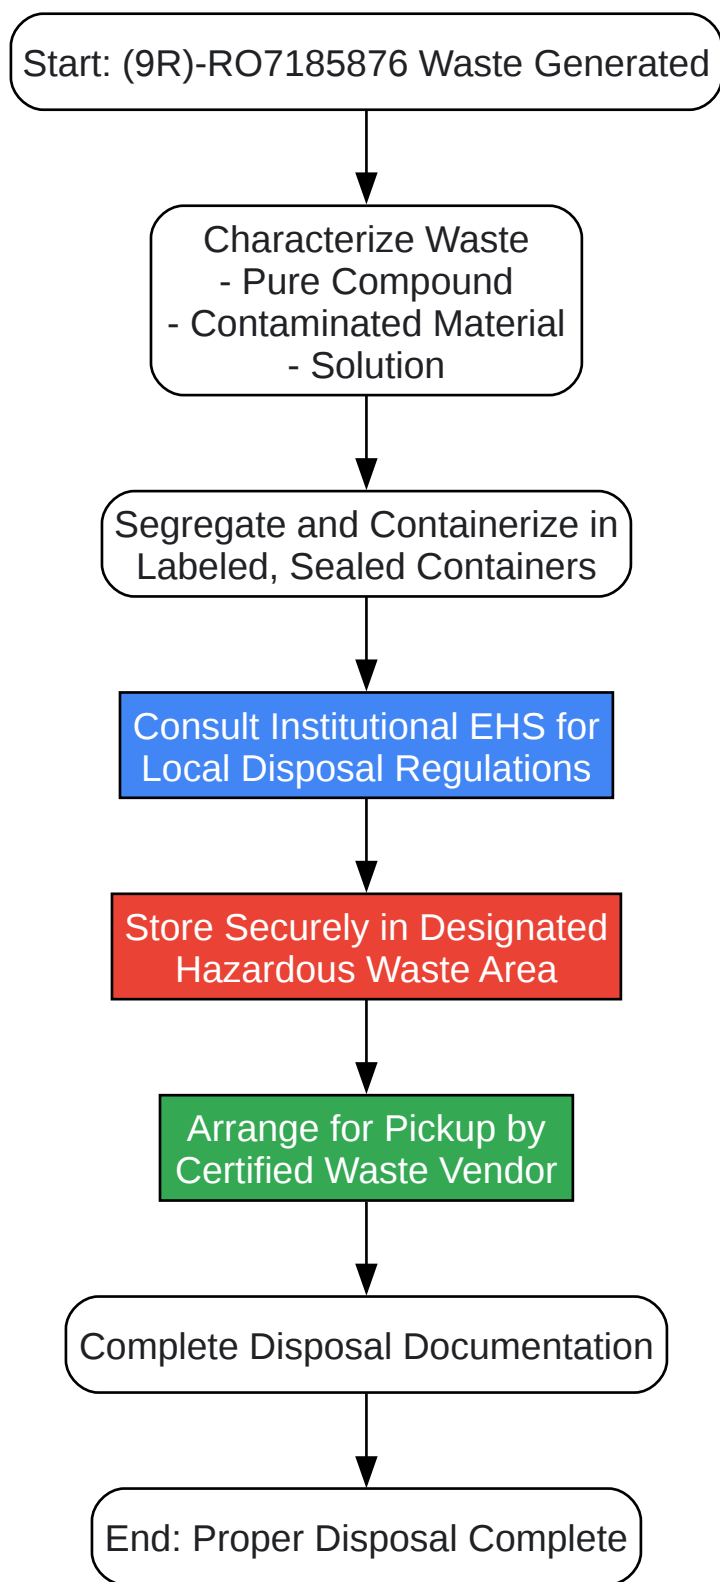 Start: (9R)-RO7185876 Waste Generated
Characterize Waste
- Pure Compound
- Contaminated Material
- Solution
Segregate and Containerize in
Labeled, Sealed Containers
Consult Institutional EHS for
Local Disposal Regulations
Store Securely in Designated
Hazardous Waste Area
Arrange for Pickup by
Certified Waste Vendor
Complete Disposal Documentation
End: Proper Disposal Complete